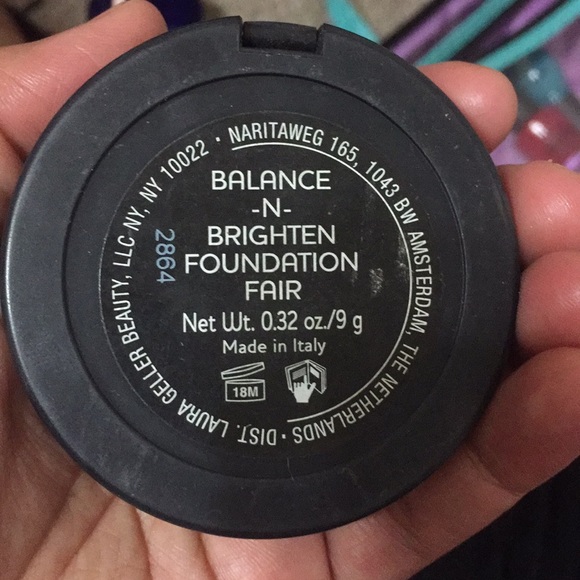 BALANCE
-N-
BRIGHTEN
FOUNDATION
FAIR
Net Wt. 0.32 oz./9 g
Made in Italy
18M
2864
DIST. LAURA GELLER BEAUTY, LLC NY, NY 10022 • NARITAWEG 165, 1043 BW AMSTERDAM, THE NETHERLANDS •